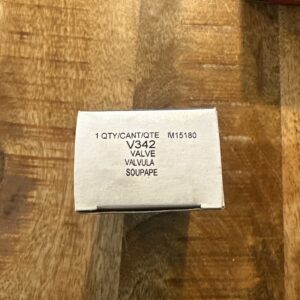 1 QTY/CANT/QTE M15180
V342
VALVE
VALVULA
SOUPAPE